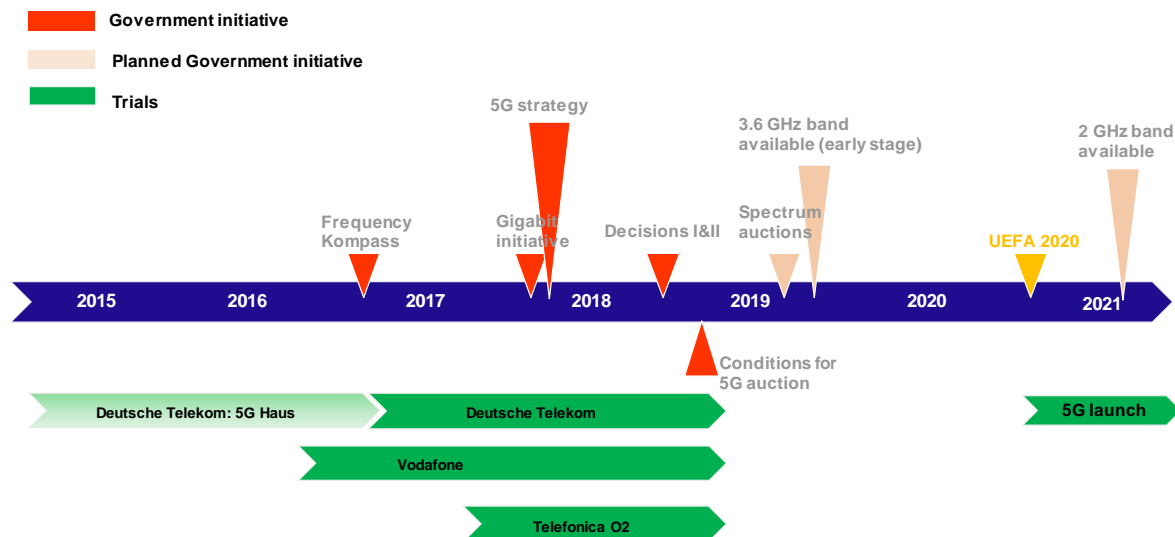 Government initiative
Planned Government initiative
Trials
5G strategy
3.6 GHz band
available (early stage)
2 GHz band
available
Frequency
Kompass
Gigabit
initiative
Decisions I&II
Spectrum
auctions
UEFA 2020
2015
2016
2017
2018
2019
2020
2021
Conditions for
5G auction
Deutsche Telekom: 5G Haus
Deutsche Telekom
5G launch
Vodafone
Telefonica O2